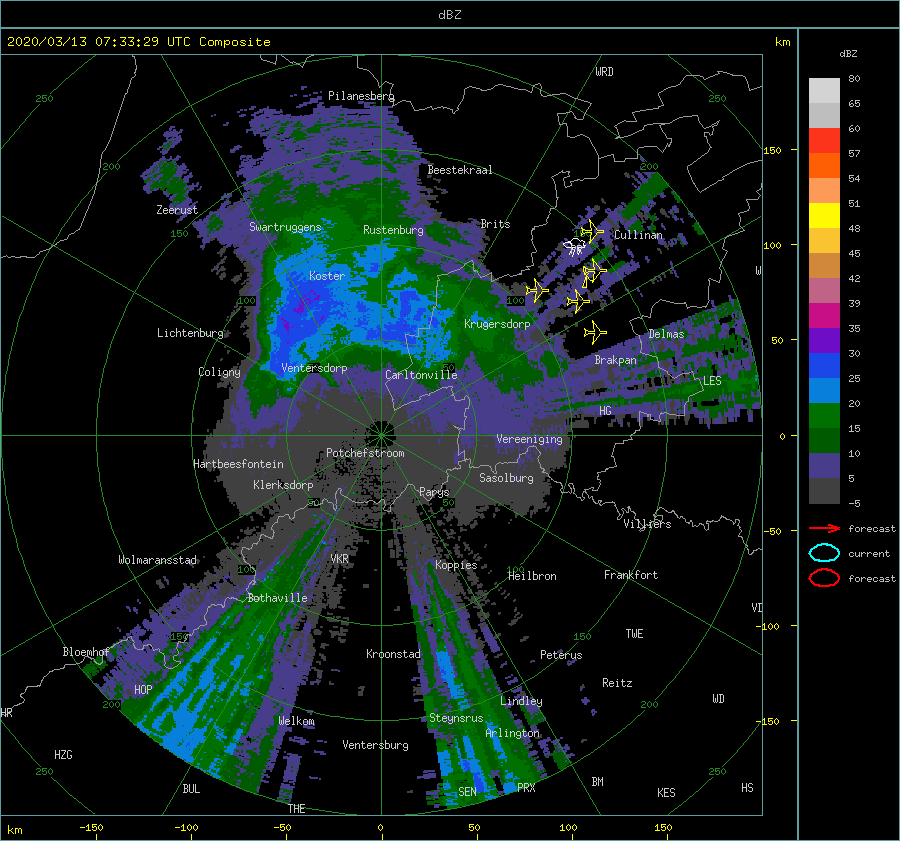 dBZ
2020/03/13 07:33:29 UTC Composite
km
dBZ
WRD
250
Pilanesberg
250
200
Beestekraal
200
Zeerust
150
Swartruggens
Rustenburg
Brits
Cullinan
Koster
W
100
100
Lichtenburg
Krugersdorp
Delmas
Coligny
Ventersdorp
Carltonville
50
Brakpan
LES
HG
Vereeniging
Potchefstroom
Hartbeesfontein
Klerksdorp
Sasolburg
Parys
50
50
Villiers
Wolmaransstad
VKR
Koppies
100
100
Heilbron
Frankfort
Bothaville
VD
150
150
TWE
Bloemhof
Kroonstad
Peterus
HOP
Reitz
200
200
WD
HR
Lindley
Welkom
Steynsrus
Arlington
HZG
Ventersburg
250
250
BUL
SEN
PRX
BM
KES
HS
THE
150
100
50
0
-50
-100
-150
km
-150
-100
-50
0
50
100
150
80
65
60
57
54
51
48
45
42
39
35
30
25
20
15
10
5
-5
forecast
current
forecast